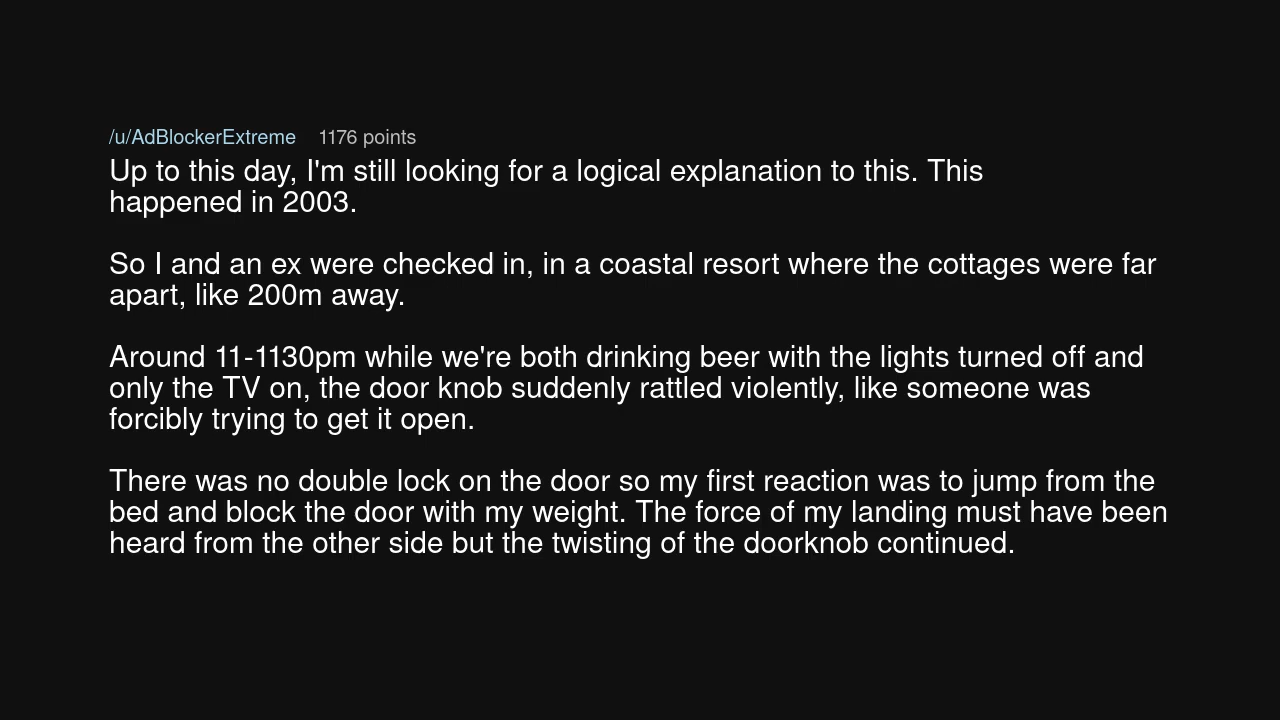 /u/AdBlockerExtreme 1176 points
Up to this day, I'm still looking for a logical explanation to this. This
happened in 2003.
So I and an ex were checked in, in a coastal resort where the cottages were far
apart, like 200m away.
Around 11-1130pm while we're both drinking beer with the lights turned off and
only the TV on, the door knob suddenly rattled violently, like someone was
forcibly trying to get it open.
There was no double lock on the door so my first reaction was to jump from the
bed and block the door with my weight. The force of my landing must have been
heard from the other side but the twisting of the doorknob continued.